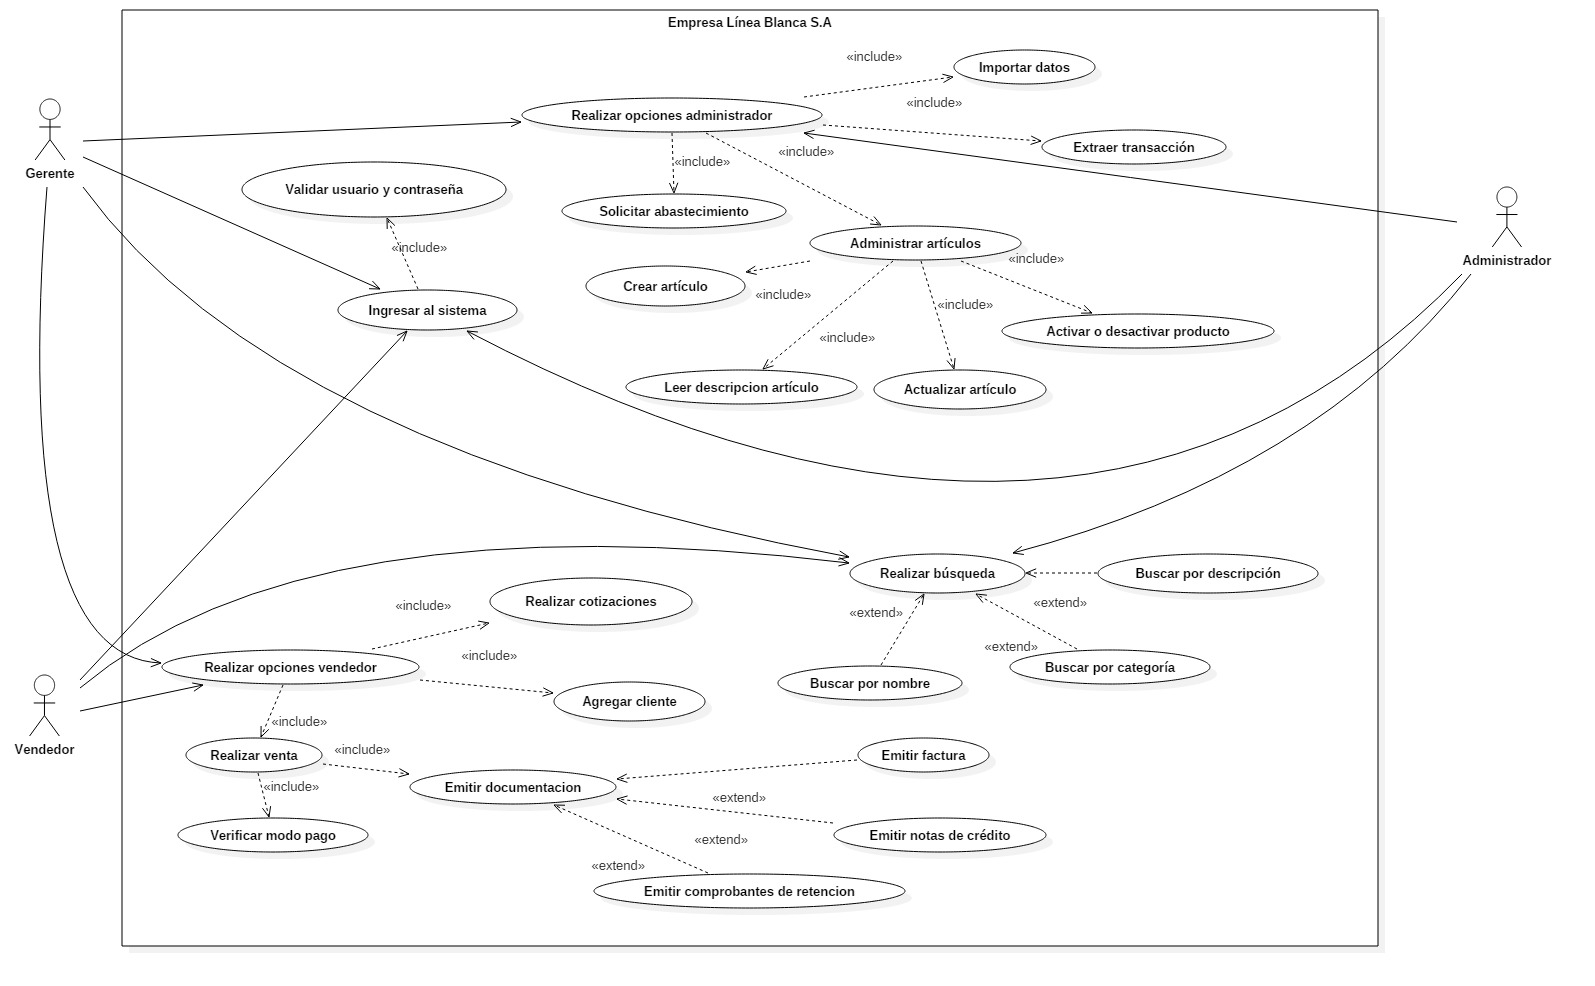 Empresa Línea Blanca S.A
«include»
Importar datos
«include»
Realizar opciones administrador
Extraer transacción
«include»
«include»
Gerente
Validar usuario y contraseña
Solicitar abastecimiento
Administrar artículos
«include»
«include»
Administrador
Crear artículo
«include»
«include»
Ingresar al sistema
Activar o desactivar producto
«include»
Leer descripcion artículo
Actualizar artículo
Realizar búsqueda
Buscar por descripción
Realizar cotizaciones
«include»
«extend»
«extend»
«extend»
«include»
Realizar opciones vendedor
Buscar por categoría
Buscar por nombre
Agregar cliente
«include»
Vendedor
«include»
Realizar venta
Emitir factura
«include»
Emitir documentacion
«extend»
Verificar modo pago
Emitir notas de crédito
«extend»
«extend»
Emitir comprobantes de retencion